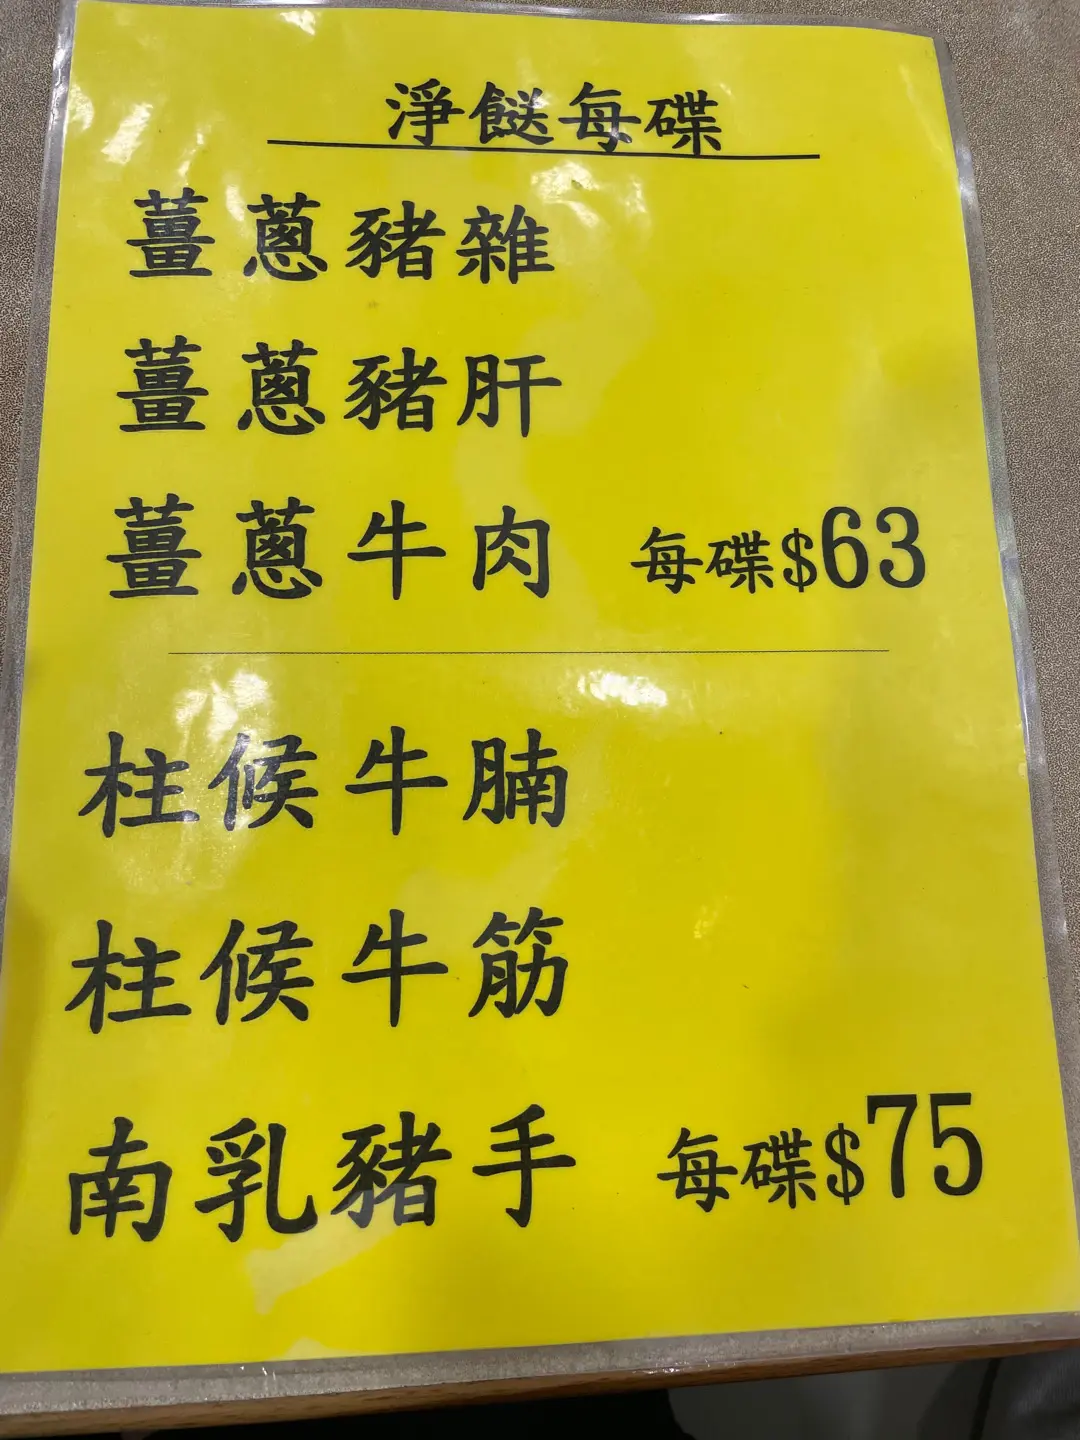 淨餸每碟
薑蔥豬雜
薑蔥豬肝
薑蔥牛肉 每碟$63
柱候牛腩
柱候牛筋
南乳豬手 每碟$75